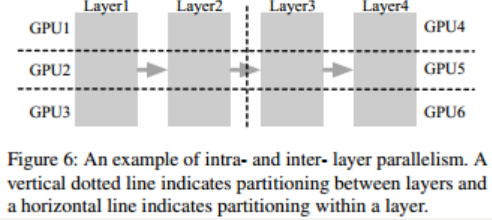 Layer1 Layer2 Layer3 Layer4
GPU1 GPU4
GPU2 GPU5
GPU3 GPU6
Figure 6: An example of intra- and inter- layer parallelism. A
vertical dotted line indicates partitioning between layers and
a horizontal line indicates partitioning within a layer.